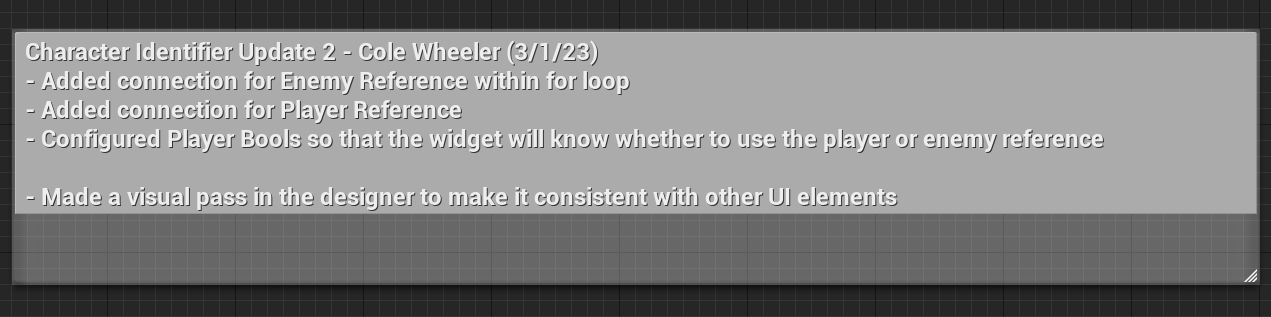 Character Identifier Update 2 - Cole Wheeler (3/1/23)
- Added connection for Enemy Reference within for loop
- Added connection for Player Reference
- Configured Player Bools so that the widget will know whether to use the player or enemy reference
- Made a visual pass in the designer to make it consistent with other UI elements